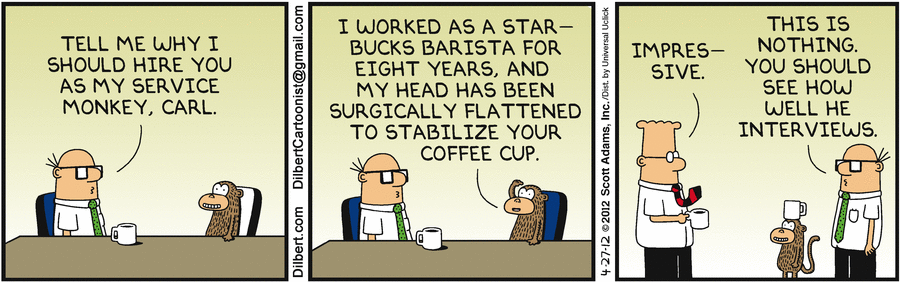 TELL ME WHY I
SHOULD HIRE YOU
AS MY SERVICE
MONKEY, CARL.
Dilbert.com DilbertCartoonist@gmail.com
I WORKED AS A STAR-
BUCKS BARISTA FOR
EIGHT YEARS, AND
MY HEAD HAS BEEN
SURGICALLY FLATTENED
TO STABILIZE YOUR
COFFEE CUP.
4-27-12 ©2012 Scott Adams, Inc. /Dist. by Universal Uclick
IMPRES-
SIVE.
THIS IS
NOTHING.
YOU SHOULD
SEE HOW
WELL HE
INTERVIEWS.